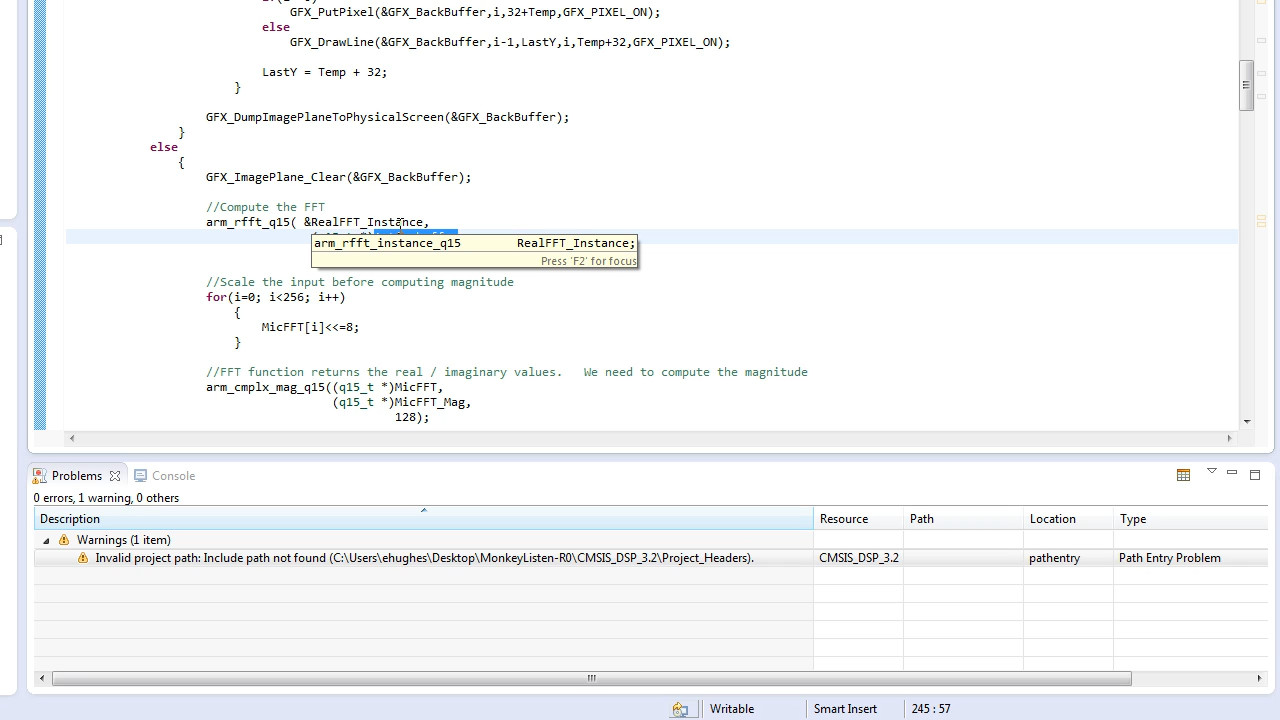 GFX_PutPixel(&GFX_BackBuffer,i,32+Temp,GFX_PIXEL_ON);
else
GFX_DrawLine(&GFX_BackBuffer,i-1,LastY,i,Temp+32,GFX_PIXEL_ON);
LastY = Temp + 32;
}
GFX_DumpImagePlaneToPhysicalScreen(&GFX_BackBuffer);
}
else
{
GFX_ImagePlane_Clear(&GFX_BackBuffer);
//Compute the FFT
arm_rfft_q15( &RealFFT_Instance,
arm_rfft_instance_q15 RealFFT_Instance;
Press 'F2' for focus
//Scale the input before computing magnitude
for(i=0; i<256; i++)
{
MicFFT[i]<<=8;
}
//FFT function returns the real / imaginary values. We need to compute the magnitude
arm_cmplx_mag_q15((q15_t *)MicFFT,
(q15_t *)MicFFT_Mag,
128);
Problems Console
0 errors, 1 warning, 0 others
Description Resource Path Location Type
Warnings (1 item)
Invalid project path: Include path not found (C:\Users\ehughes\Desktop\MonkeyListen-R0\CMSIS_DSP_3.2\Project_Headers). CMSIS_DSP_3.2 pathentry Path Entry Problem
Writable Smart Insert 245 : 57